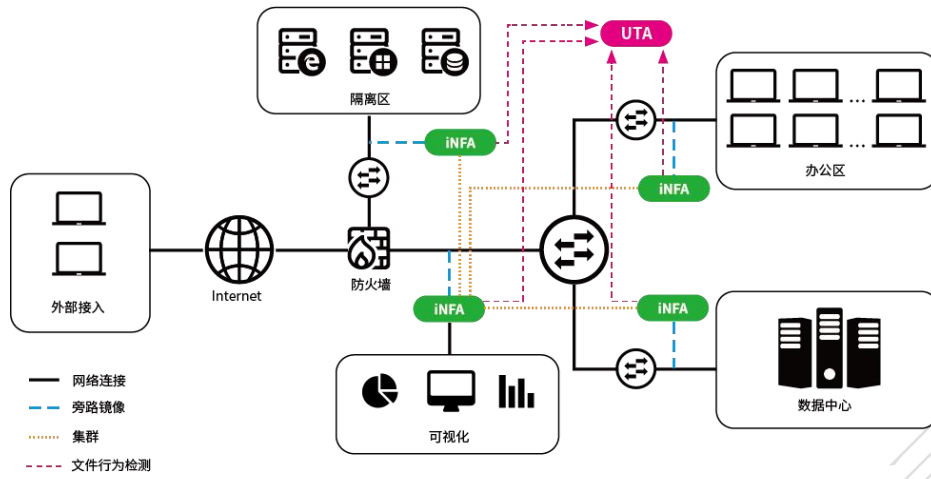 UTA
隔离区
iNFA
办公区
iNFA
外部接入
Internet
防火墙
iNFA
iNFA
数据中心
可视化
网络连接
旁路镜像
集群
文件行为检测